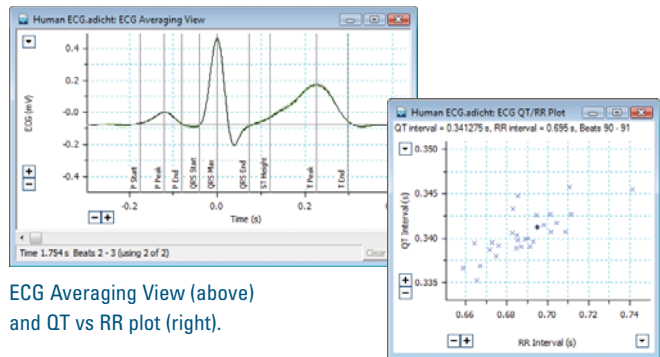 Human ECG.adicht: ECG Averaging View
0.4
0.2
-0.0
-0.2
-0.4
ECG (mV)
P Start
P Peak
P End
QRS Start
QRS Max
QRS End
ST Height
T Peak
T End
-0.2
0.0
0.2
Time (s)
Time 1.754 s Beats 2 - 3 (using 2 of 2)
Clear
Human ECG.adicht: ECG QT/RR Plot
QT interval = 0.341275 s, RR interval = 0.695 s, Beats 90 - 91
0.350
0.345
0.340
0.335
QT Interval (s)
0.66
0.68
0.70
0.72
0.74
RR Interval (s)
ECG Averaging View (above)
and QT vs RR plot (right).